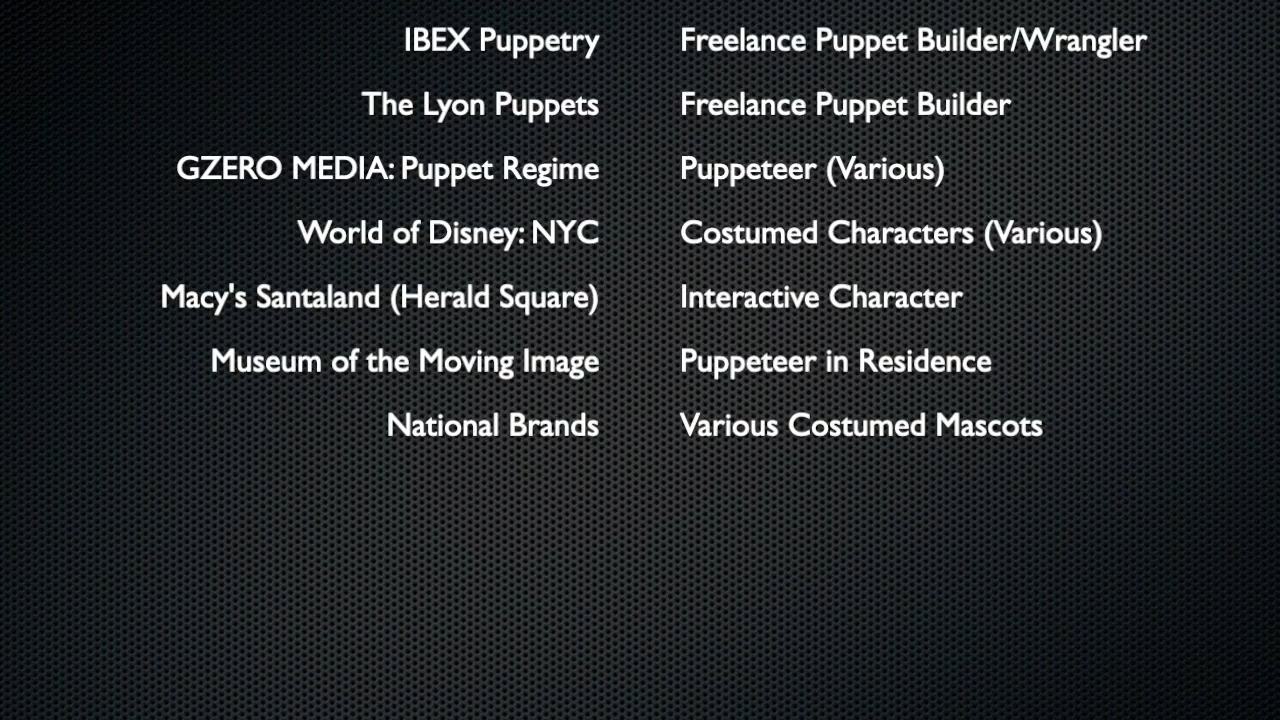 IBEX Puppetry Freelance Puppet Builder/Wrangler
The Lyon Puppets Freelance Puppet Builder
GZERO MEDIA: Puppet Regime Puppeteer (Various)
World of Disney: NYC Costumed Characters (Various)
Macy's Santaland (Herald Square) Interactive Character
Museum of the Moving Image Puppeteer in Residence
National Brands Various Costumed Mascots